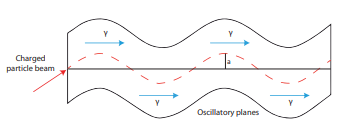 γ
γ
Charged
particle beam
a
γ
γ
Oscillatory planes